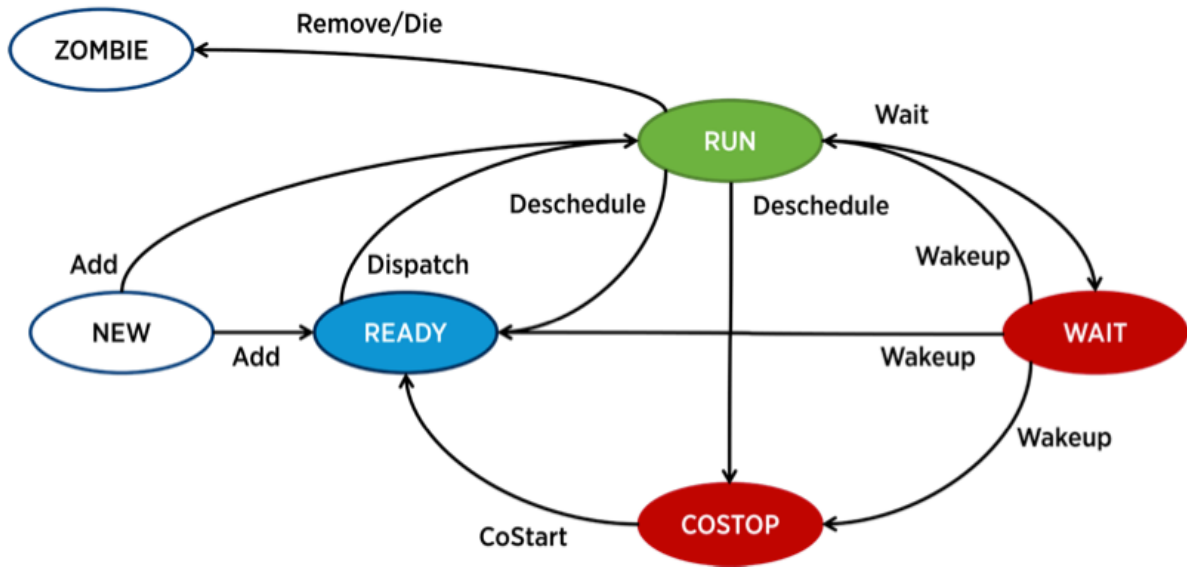 Remove/Die
ZOMBIE
Wait
RUN
Deschedule
Deschedule
Wakeup
Add
Dispatch
NEW
READY
WAIT
Add
Wakeup
Wakeup
COSTOP
CoStart